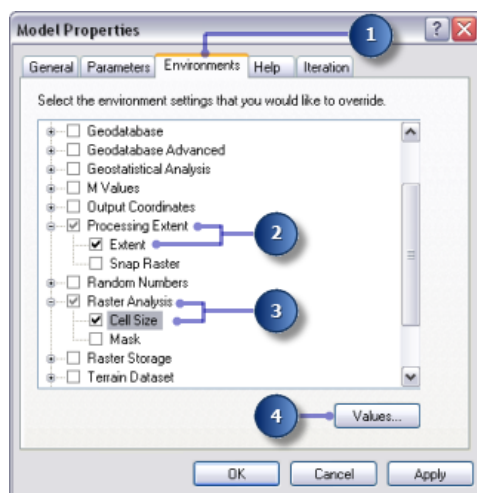 Model Properties
1
?
General Parameters Environments Help Iteration
Select the environment settings that you would like to override.
Geodatabase
Geodatabase Advanced
Geostatistical Analysis
M Values
Output Coordinates
Processing Extent
2
Extent
Snap Raster
Random Numbers
Raster Analysis
3
Cell Size
Mask
Raster Storage
Terrain Dataset
4
Values...
OK Cancel Apply